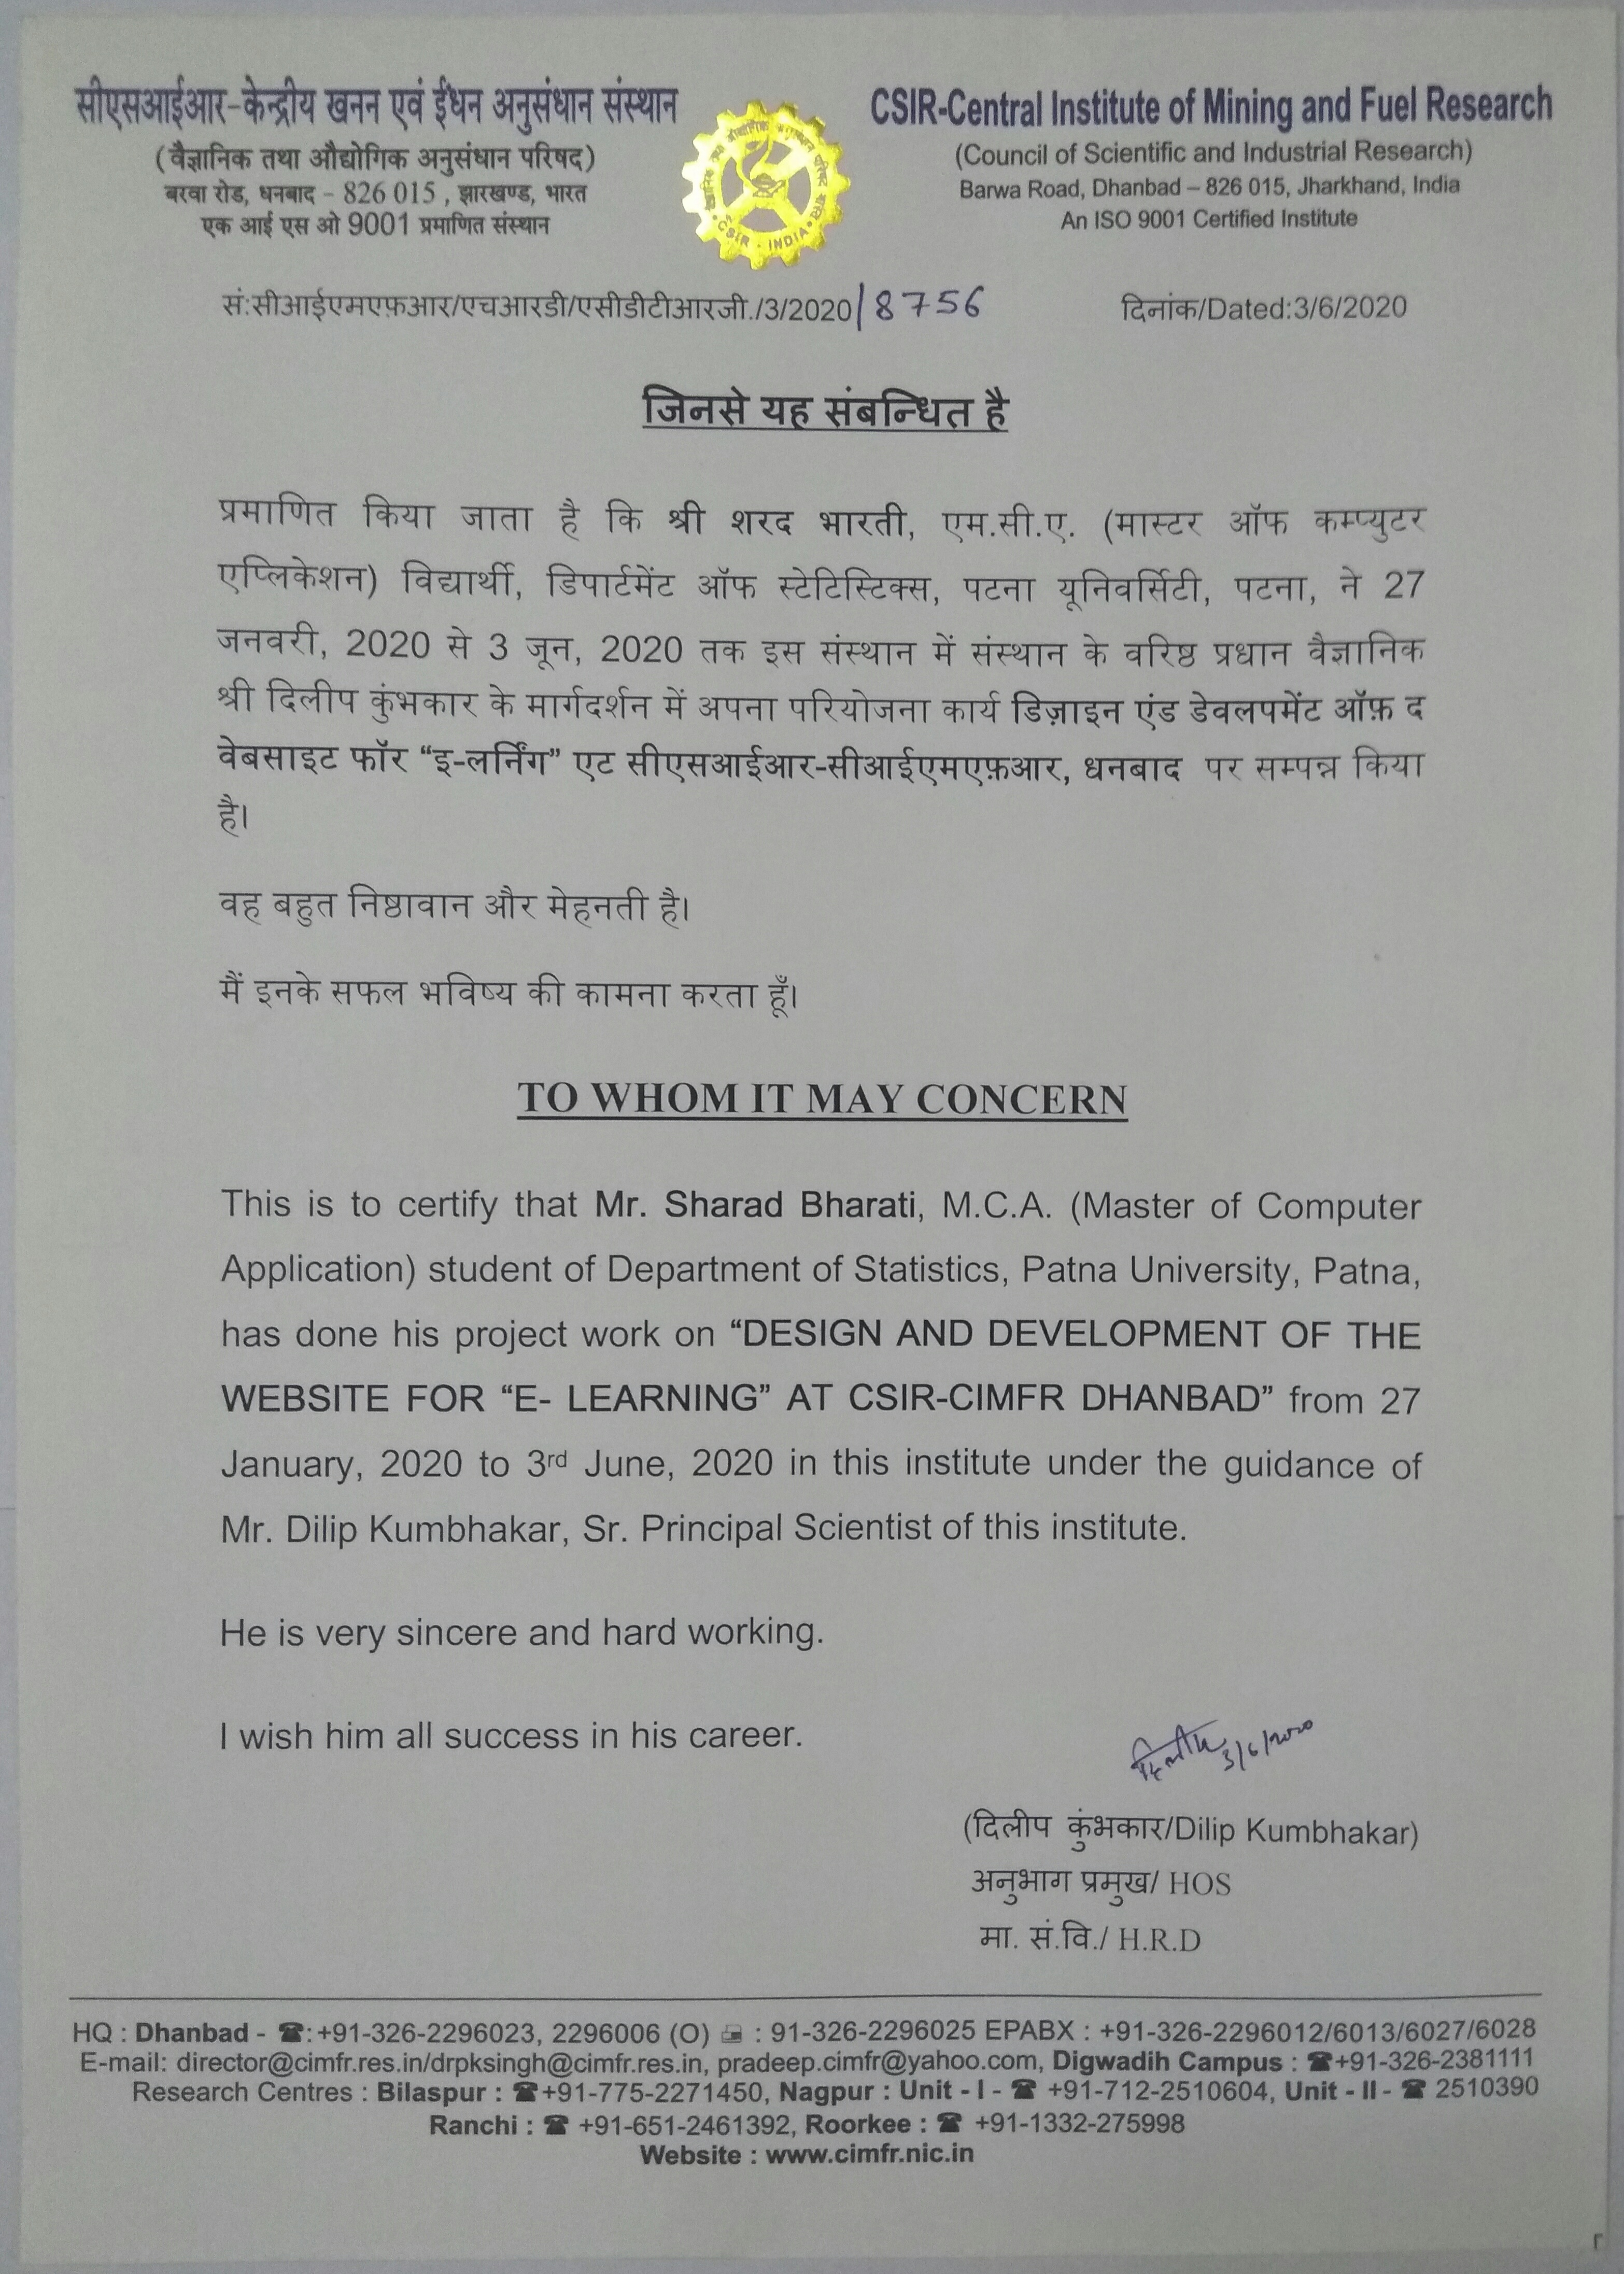 सीएसआईआर-केन्द्रीय खनन एवं ईंधन अनुसंधान संस्थान
(वैज्ञानिक तथा औद्योगिक अनुसंधान परिषद)
बरवा रोड, धनबाद - 826 015 , झारखण्ड, भारत
एक आई एस ओ 9001 प्रमाणित संस्थान
CSIR - INDIA
CSIR-Central Institute of Mining and Fuel Research
(Council of Scientific and Industrial Research)
Barwa Road, Dhanbad – 826 015, Jharkhand, India
An ISO 9001 Certified Institute
सं:सीआईएमएफ़आर/एचआरडी/एसीडीटीआरजी./3/2020/8756
दिनांक/Dated:3/6/2020
जिनसे यह संबन्धित है
प्रमाणित किया जाता है कि श्री शरद भारती, एम.सी.ए. (मास्टर ऑफ कम्प्युटर
एप्लिकेशन) विद्यार्थी, डिपार्टमेंट ऑफ स्टेटिस्टिक्स, पटना यूनिवर्सिटी, पटना, ने 27
जनवरी, 2020 से 3 जून, 2020 तक इस संस्थान में संस्थान के वरिष्ठ प्रधान वैज्ञानिक
श्री दिलीप कुंभकार के मार्गदर्शन में अपना परियोजना कार्य डिज़ाइन एंड डेवलपमेंट ऑफ़ द
वेबसाइट फॉर “इ-लर्निंग” एट सीएसआईआर-सीआईएमएफ़आर, धनबाद पर सम्पन्न किया
है।
वह बहुत निष्ठावान और मेहनती है।
मैं इनके सफल भविष्य की कामना करता हूँ।
TO WHOM IT MAY CONCERN
This is to certify that Mr. Sharad Bharati, M.C.A. (Master of Computer
Application) student of Department of Statistics, Patna University, Patna,
has done his project work on “DESIGN AND DEVELOPMENT OF THE
WEBSITE FOR “E- LEARNING” AT CSIR-CIMFR DHANBAD” from 27
January, 2020 to 3rd June, 2020 in this institute under the guidance of
Mr. Dilip Kumbhakar, Sr. Principal Scientist of this institute.
He is very sincere and hard working.
I wish him all success in his career.
दिलीप 3/6/2020
(दिलीप कुंभकार/Dilip Kumbhakar)
अनुभाग प्रमुख/ HOS
मा. सं.वि./ H.R.D
HQ : Dhanbad - ☎:+91-326-2296023, 2296006 (O) 📠 : 91-326-2296025 EPABX : +91-326-2296012/6013/6027/6028
E-mail: director@cimfr.res.in/drpksingh@cimfr.res.in, pradeep.cimfr@yahoo.com, Digwadih Campus : ☎+91-326-2381111
Research Centres : Bilaspur : ☎+91-775-2271450, Nagpur : Unit - I - ☎ +91-712-2510604, Unit - II - ☎ 2510390
Ranchi : ☎ +91-651-2461392, Roorkee : ☎ +91-1332-275998
Website : www.cimfr.nic.in